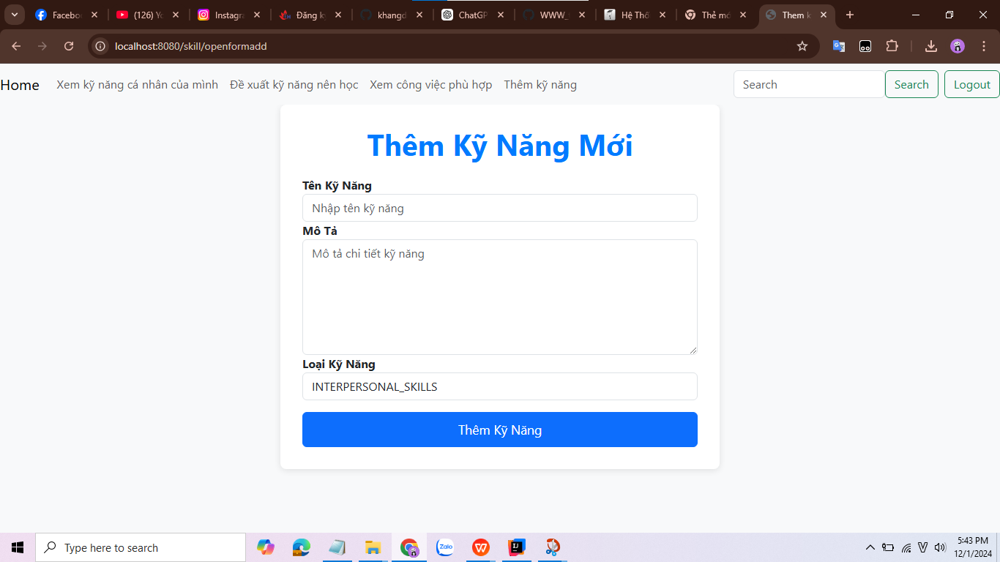 Faceboo
(126) Yo
Instagra
Đăng ký
khangd
ChatGP
WWW_
Hệ Thố
Thẻ mớ
Them k
localhost:8080/skill/openformadd
Home
Xem kỹ năng cá nhân của mình
Đề xuất kỹ năng nên học
Xem công việc phù hợp
Thêm kỹ năng
Search
Search
Logout
Thêm Kỹ Năng Mới
Tên Kỹ Năng
Nhập tên kỹ năng
Mô Tả
Mô tả chi tiết kỹ năng
Loại Kỹ Năng
INTERPERSONAL_SKILLS
Thêm Kỹ Năng
Type here to search
Zalo
5:43 PM
12/1/2024